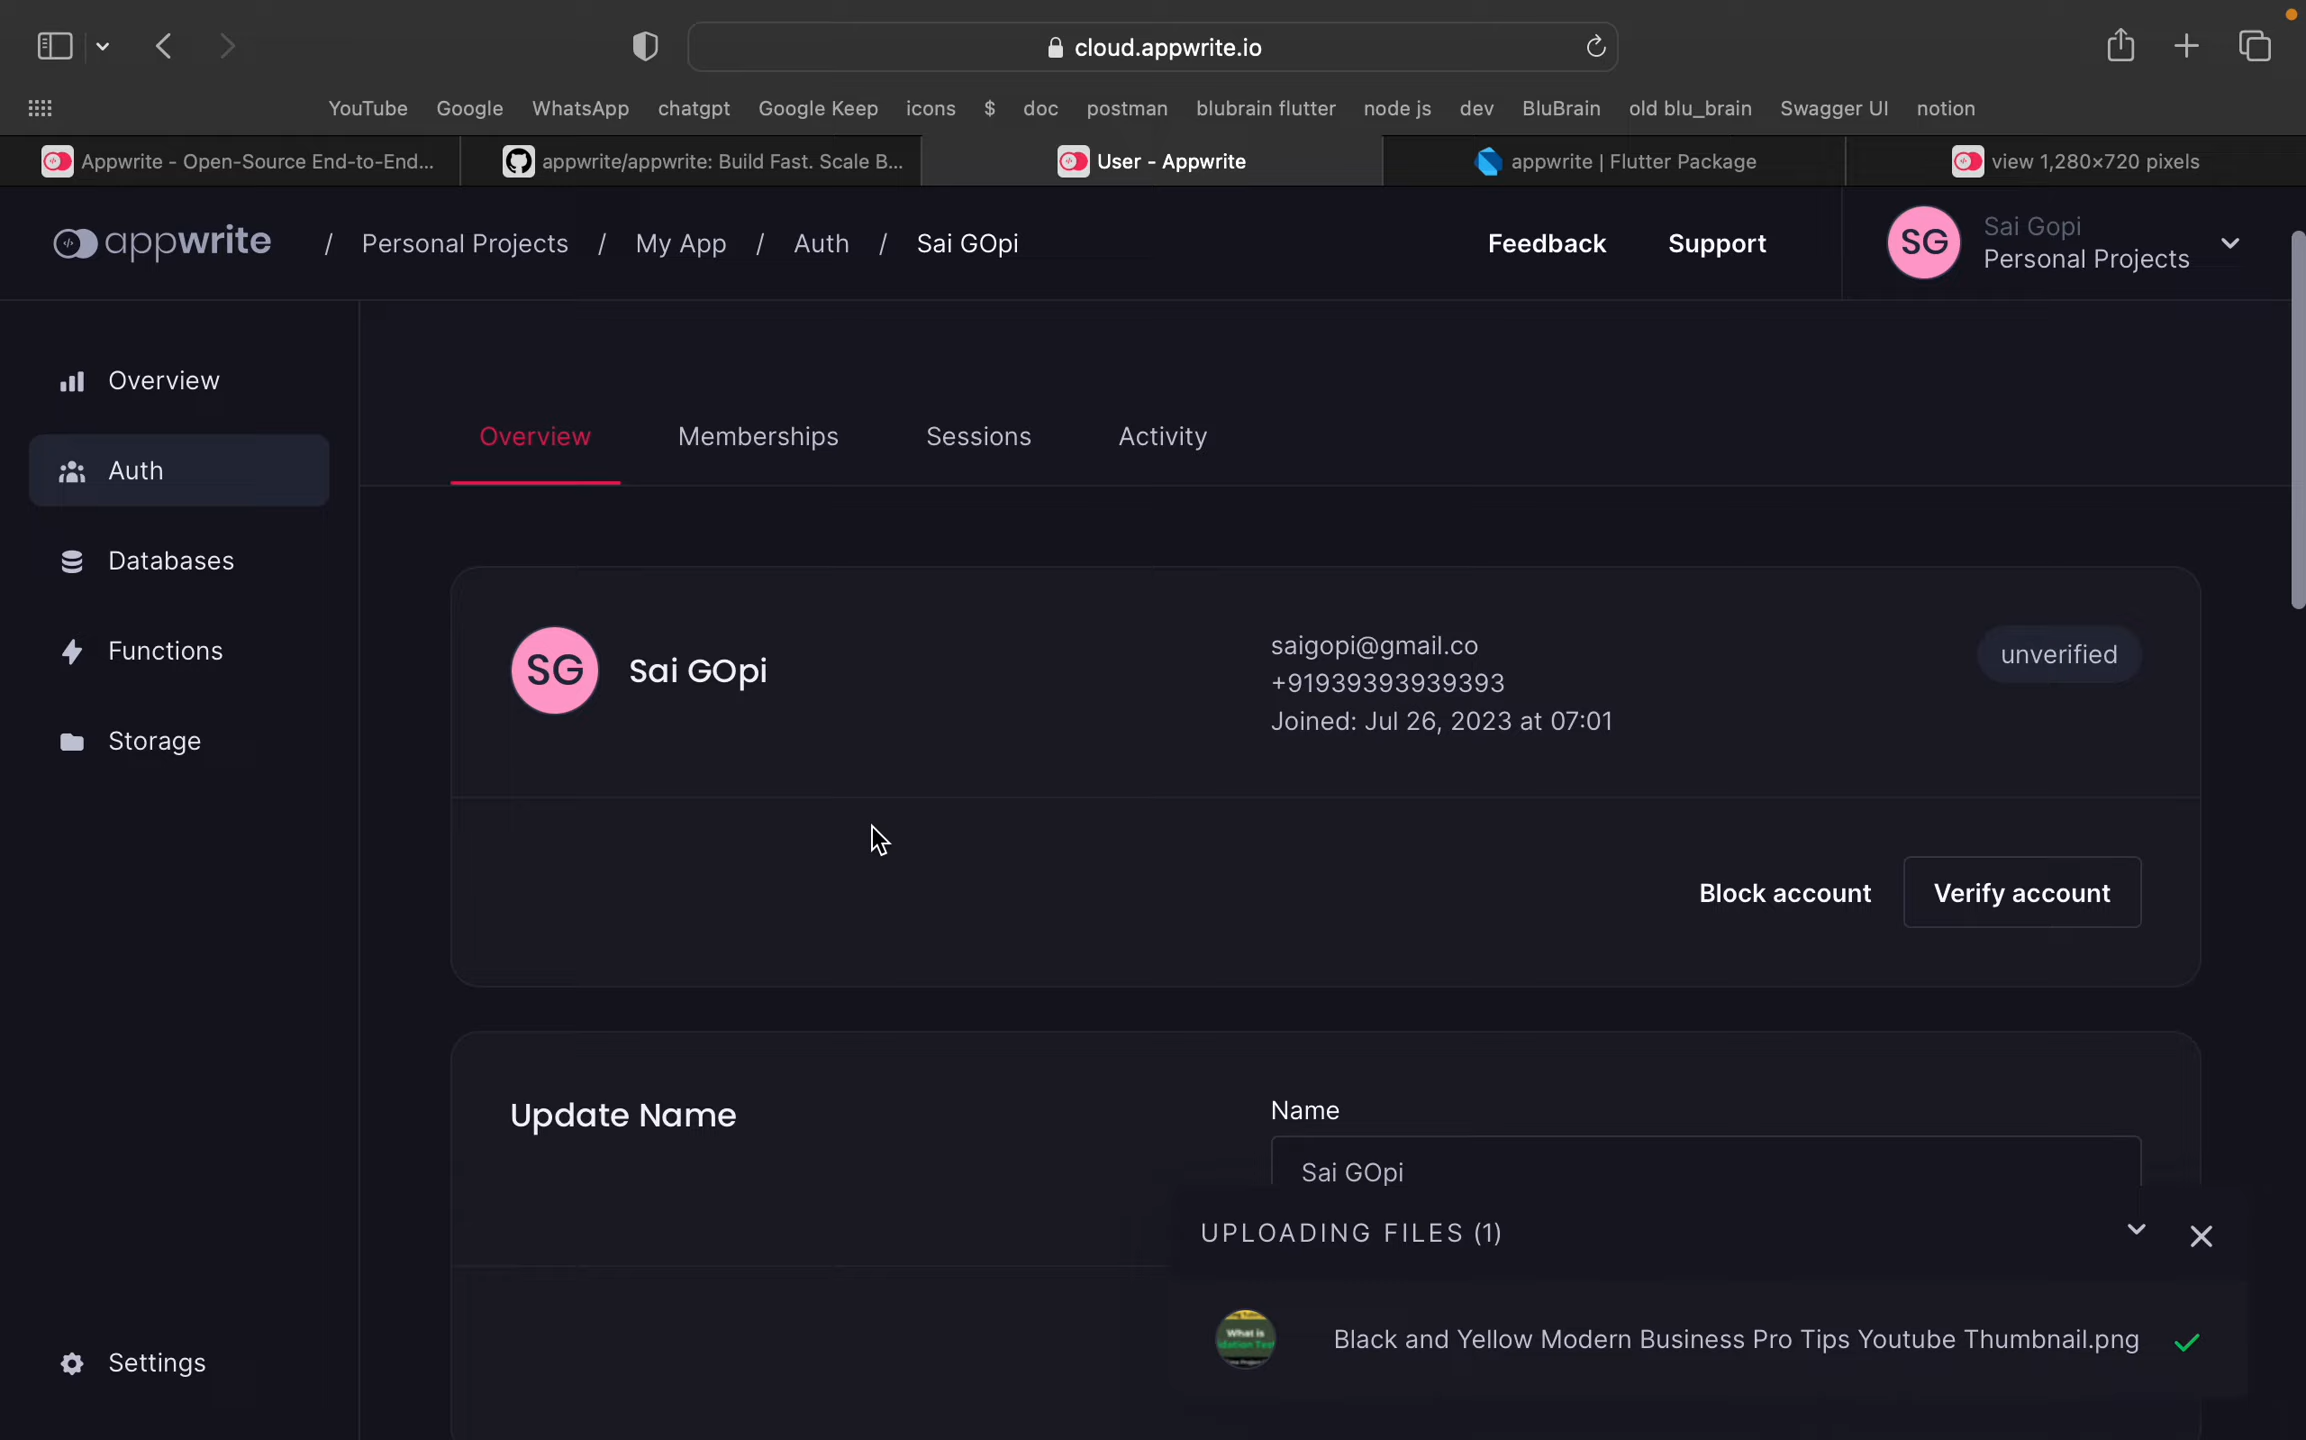 cloud.appwrite.io
YouTube Google WhatsApp chatgpt Google Keep icons $ doc postman blubrain flutter node js dev BluBrain old blu_brain Swagger UI notion
Appwrite - Open-Source End-to-End... appwrite/appwrite: Build Fast. Scale B... User - Appwrite appwrite | Flutter Package view 1,280×720 pixels
appwrite / Personal Projects / My App / Auth / Sai GOpi Feedback Support SG Sai Gopi
Personal Projects
Overview
Auth
Databases
Functions
Storage
Settings
Overview Memberships Sessions Activity
SG Sai GOpi
saigopi@gmail.co
+91939393939393
Joined: Jul 26, 2023 at 07:01
unverified
Block account Verify account
Update Name
Name
Sai GOpi
UPLOADING FILES (1)
What is
Black and Yellow Modern Business Pro Tips Youtube Thumbnail.png